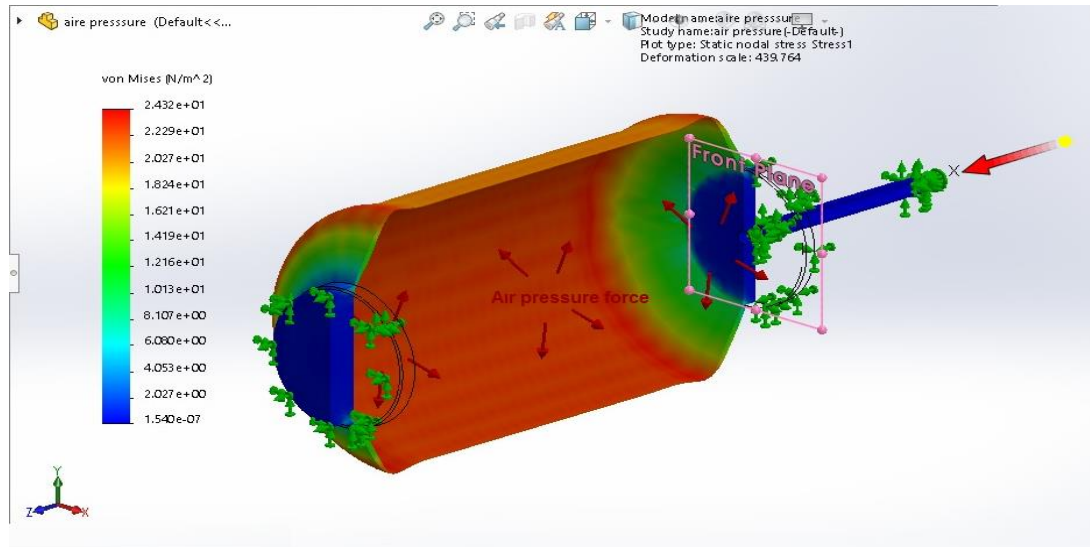 aire presssure (Default<<...
Model name:aire presssure
Study name:air pressure(-Default-)
Plot type: Static nodal stress Stress1
Deformation scale: 439.764
von Mises (N/m^2)
2.432e+01
2.229e+01
2.027e+01
1.824e+01
1.621e+01
1.419e+01
1.216e+01
1.013e+01
8.107e+00
6.080e+00
4.053e+00
2.027e+00
1.540e-07
Front Plane
X
Air pressure force
Y
Z
X